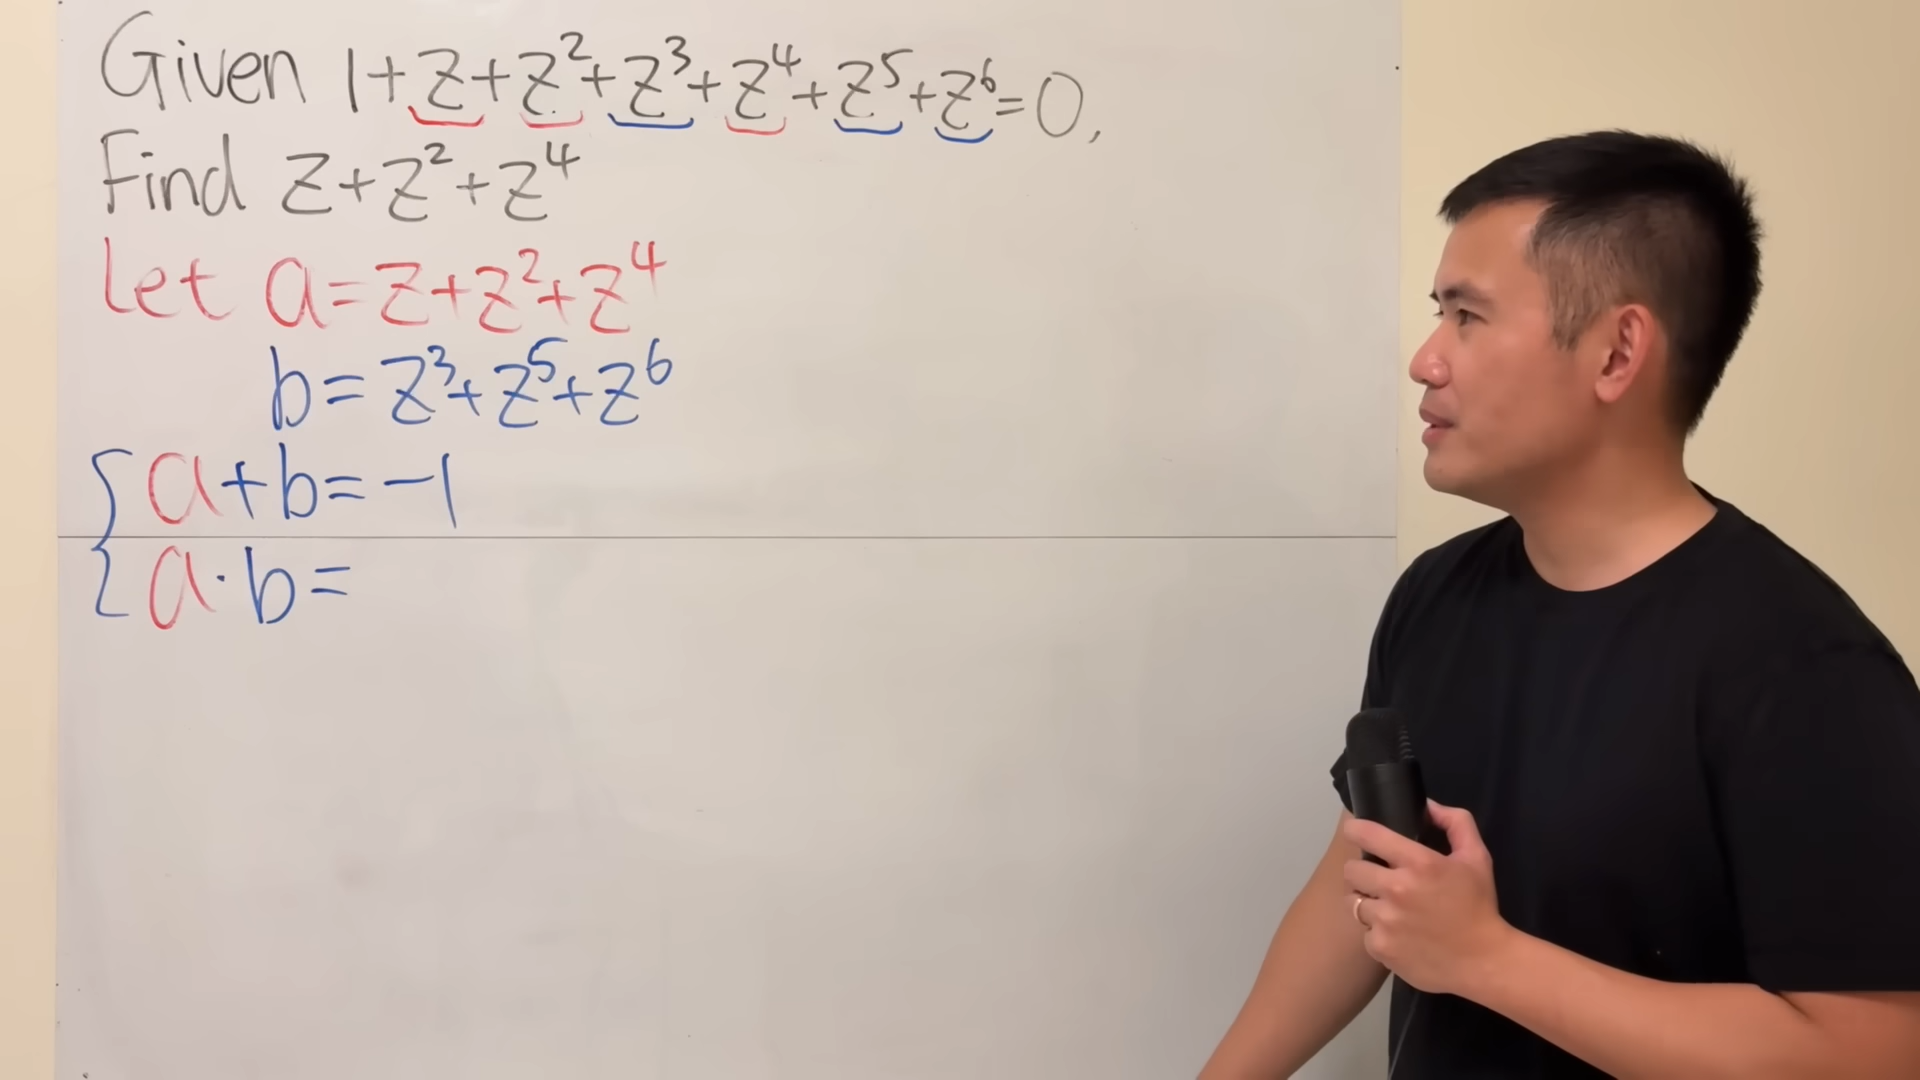 Given 1+z+z²+z³+z⁴+z⁵+z⁶=0,
Find z+z²+z⁴
Let a=z+z²+z⁴
b=z³+z⁵+z⁶
{a+b=-1
a·b=